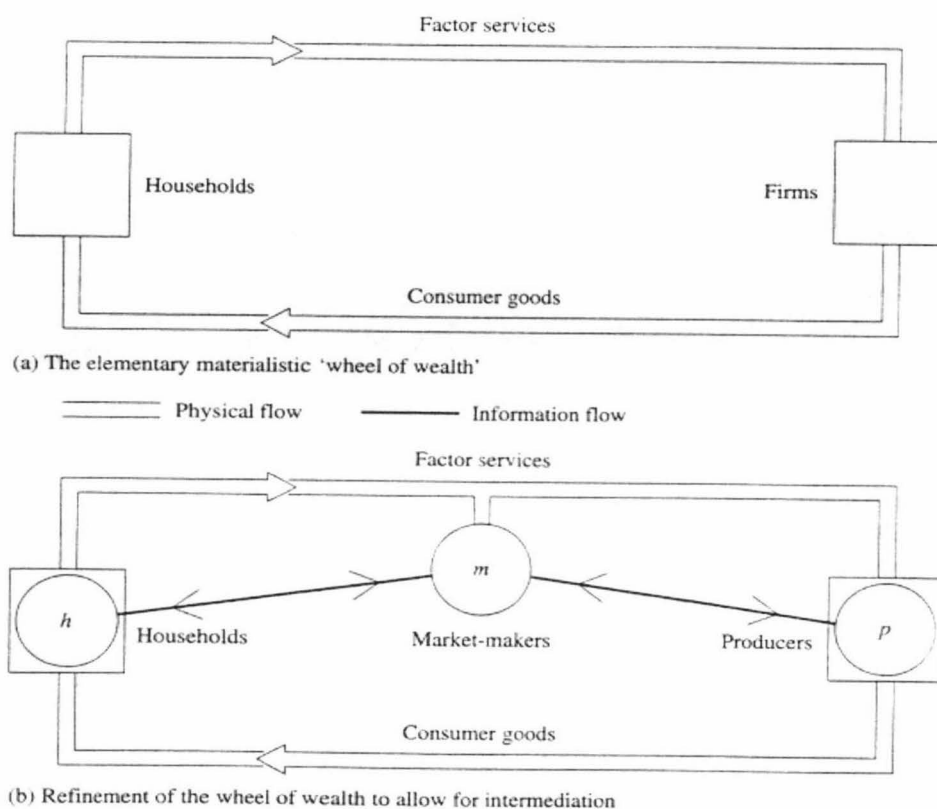 Factor services
Households
Firms
Consumer goods
(a) The elementary materialistic ‘wheel of wealth’
Physical flow
Information flow
Factor services
m
h
p
Households
Market-makers
Producers
Consumer goods
(b) Refinement of the wheel of wealth to allow for intermediation